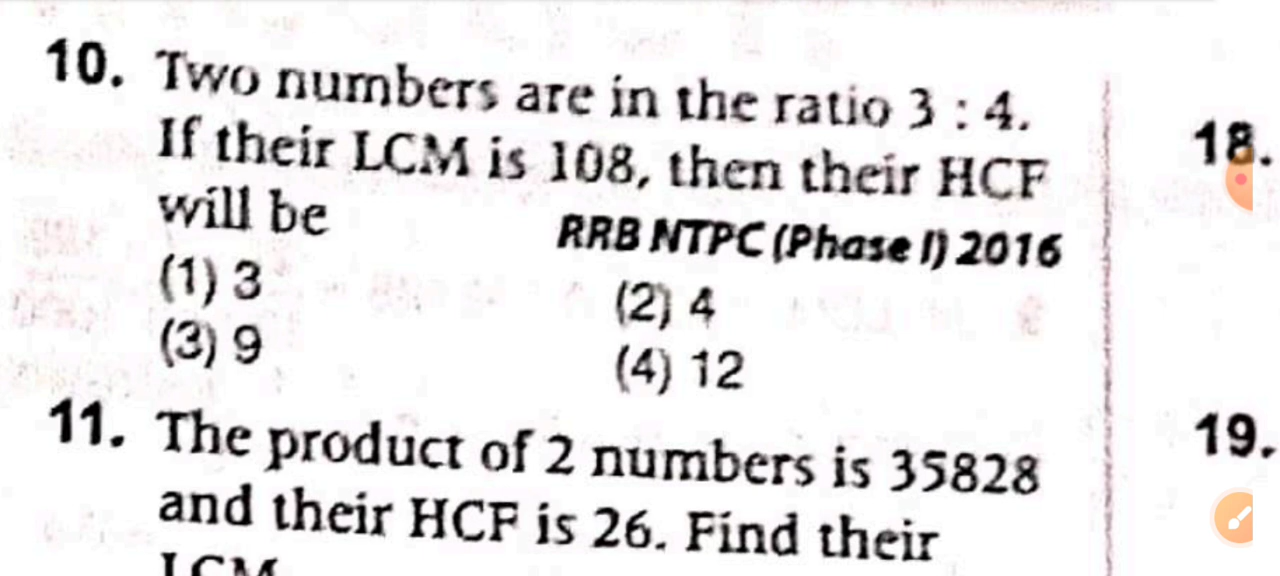 10. Two numbers are in the ratio 3 : 4.
If their LCM is 108, then their HCF
will be
RRB NTPC (Phase I) 2016
(1) 3 (2) 4
(3) 9 (4) 12
11. The product of 2 numbers is 35828
and their HCF is 26. Find their
LCM
18.
19.